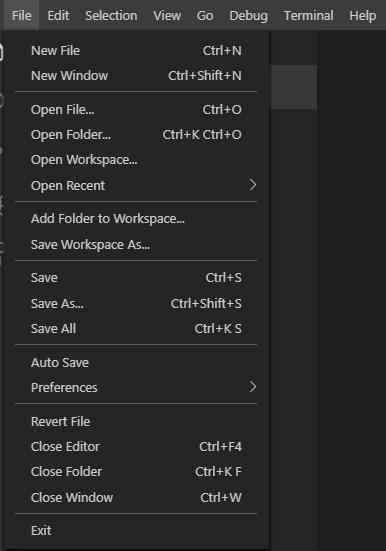 File Edit Selection View Go Debug Terminal Help
New File Ctrl+N
New Window Ctrl+Shift+N
Open File... Ctrl+O
Open Folder... Ctrl+K Ctrl+O
Open Workspace...
Open Recent
Add Folder to Workspace...
Save Workspace As...
Save Ctrl+S
Save As... Ctrl+Shift+S
Save All Ctrl+K S
Auto Save
Preferences
Revert File
Close Editor Ctrl+F4
Close Folder Ctrl+K F
Close Window Ctrl+W
Exit